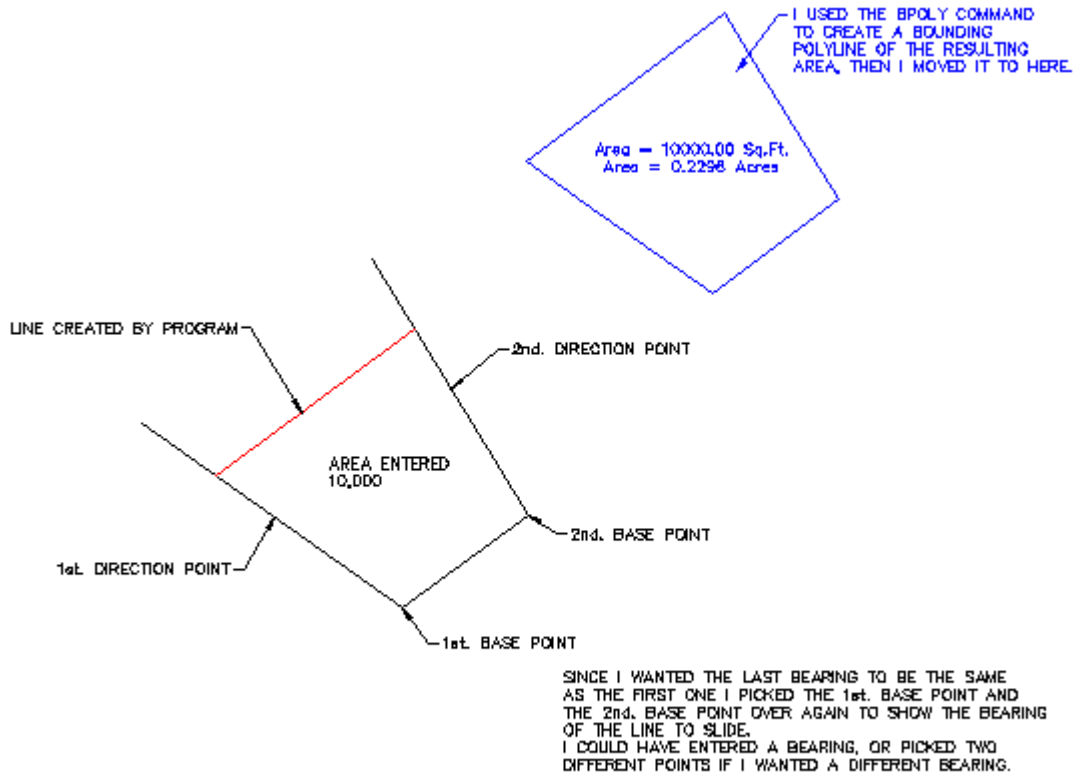 I USED THE BPOLY COMMAND
TO CREATE A BOUNDING
POLYLINE OF THE RESULTING
AREA, THEN I MOVED IT TO HERE.
Area = 10000.00 Sq.Ft.
Area = 0.2296 Acres
LINE CREATED BY PROGRAM
2nd. DIRECTION POINT
AREA ENTERED
10,000
2nd. BASE POINT
1st. DIRECTION POINT
1st. BASE POINT
SINCE I WANTED THE LAST BEARING TO BE THE SAME
AS THE FIRST ONE I PICKED THE 1st. BASE POINT AND
THE 2nd. BASE POINT OVER AGAIN TO SHOW THE BEARING
OF THE LINE TO SLIDE.
I COULD HAVE ENTERED A BEARING, OR PICKED TWO
DIFFERENT POINTS IF I WANTED A DIFFERENT BEARING.